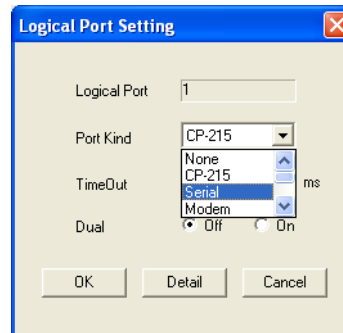 Logical Port Setting
Logical Port 1
Port Kind CP-215
None
CP-215
TimeOut Serial ms
Modem
Dual Off On
OK Detail Cancel